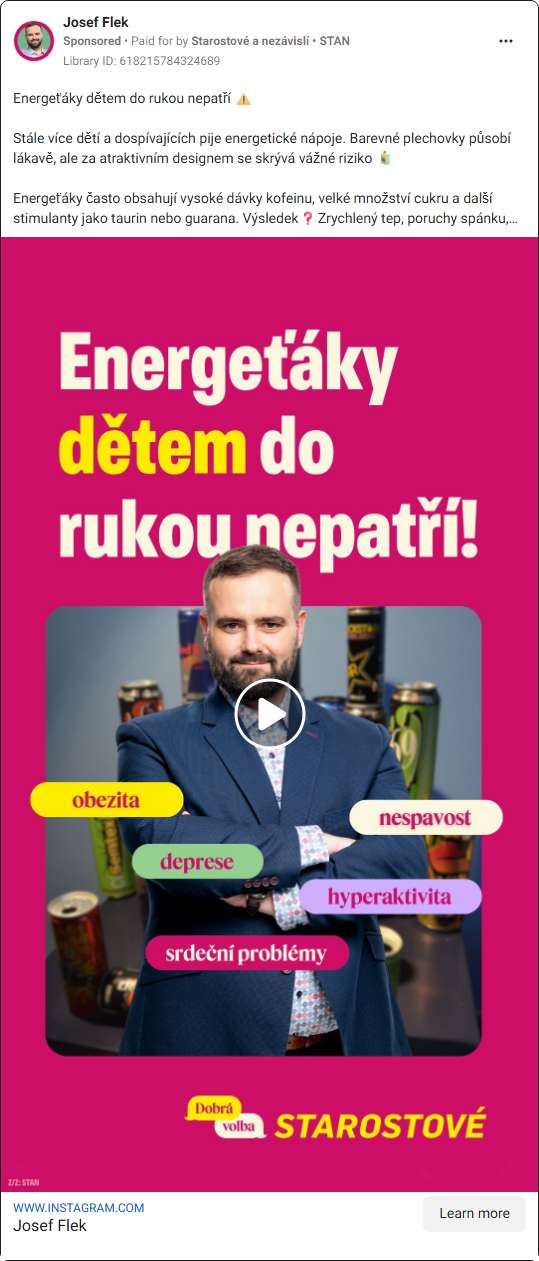 Josef Flek
Sponsored • Paid for by Starostové a nezávislí • STAN
Library ID: 618215784324689
Energeťáky dětem do rukou nepatří ⚠️
Stále více dětí a dospívajících pije energetické nápoje. Barevné plechovky působí
lákavě, ale za atraktivním designem se skrývá vážné riziko 🧃
Energeťáky často obsahují vysoké dávky kofeinu, velké množství cukru a další
stimulanty jako taurin nebo guarana. Výsledek❓ Zrychlený tep, poruchy spánku,...
Energeťáky
dětem do
rukou nepatří!
obezita
nespavost
deprese
hyperaktivita
srdeční problémy
Dobrá
volba
STAROSTOVÉ
Z/Z: STAN
WWW.INSTAGRAM.COM
Josef Flek
Learn more